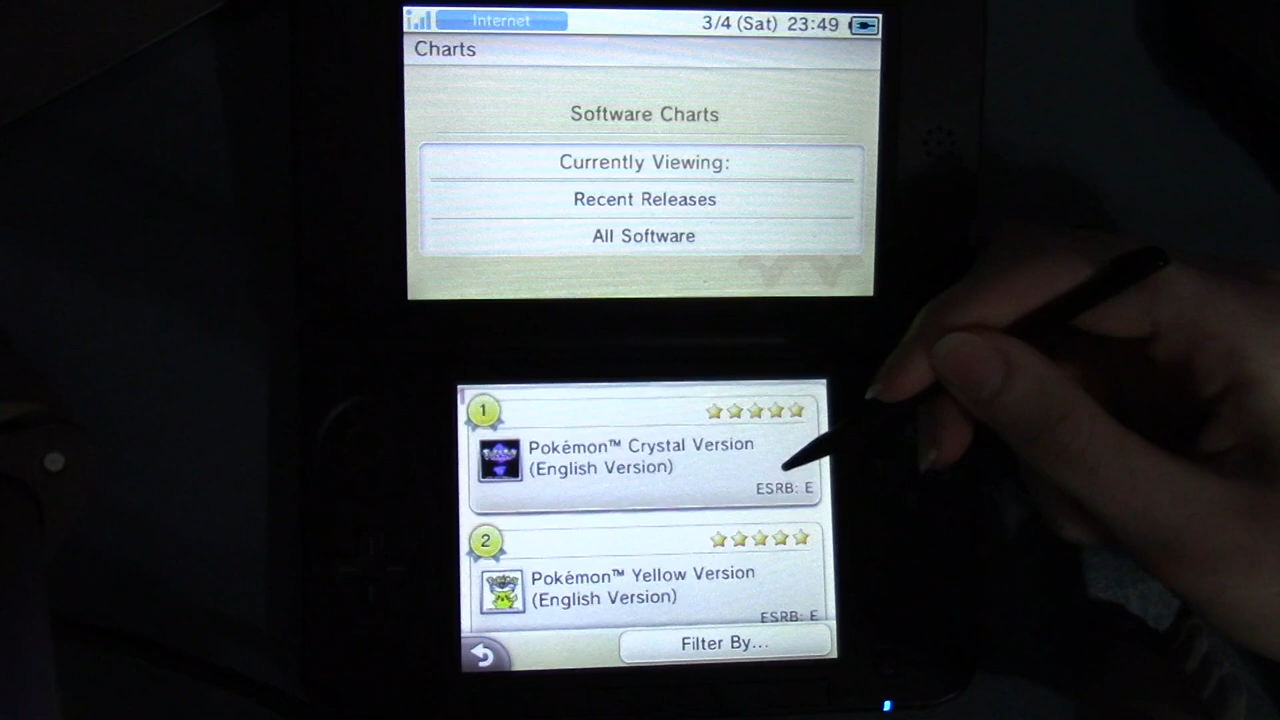 Internet
3/4 (Sat) 23:49
Charts
Software Charts
Currently Viewing:
Recent Releases
All Software
1
Pokémon™ Crystal Version
(English Version)
ESRB: E
2
Pokémon™ Yellow Version
(English Version)
ESRB: E
Filter By...